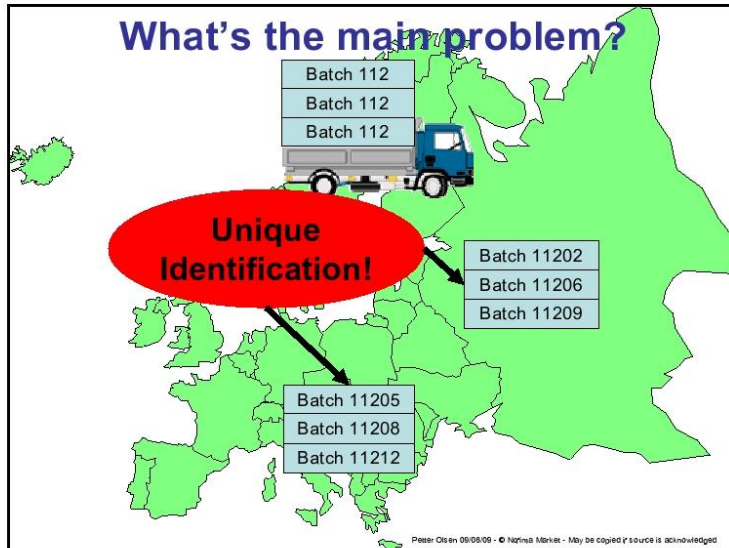 What's the main problem?
Batch 112
Batch 112
Batch 112
Unique
Identification!
Batch 11202
Batch 11206
Batch 11209
Batch 11205
Batch 11208
Batch 11212
Petter Olsen 09/08/09 - © Nofima Market - May be copied if source is acknowledged